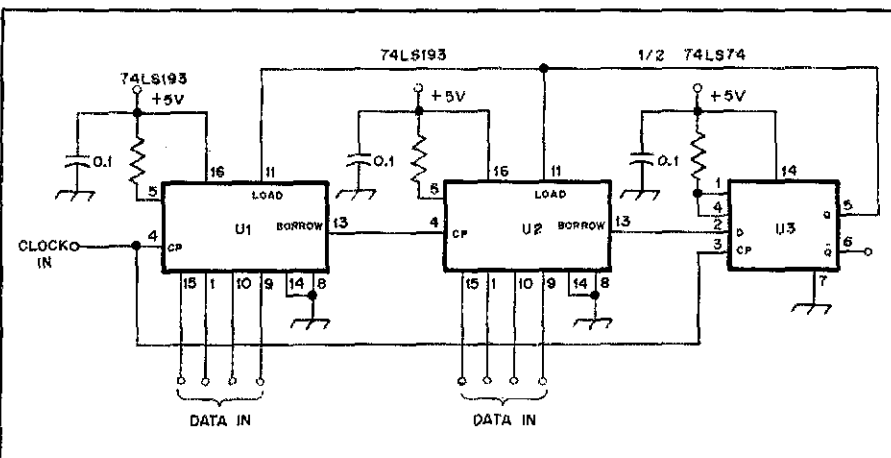 74LS193
1/2 74LS74
74LS193
+5V
+5V
+5V
0.1
0.1
0.1
16
11
16
11
14
5
LOAD
5
LOAD
1
4
5
U1
BORROW
13
U2
BORROW
13
2
D
U3
Q
4
CP
4
CP
3
CP
Q̅
6
CLOCK
IN
15
1
10
9
14
8
15
1
10
9
14
8
7
DATA IN
DATA IN